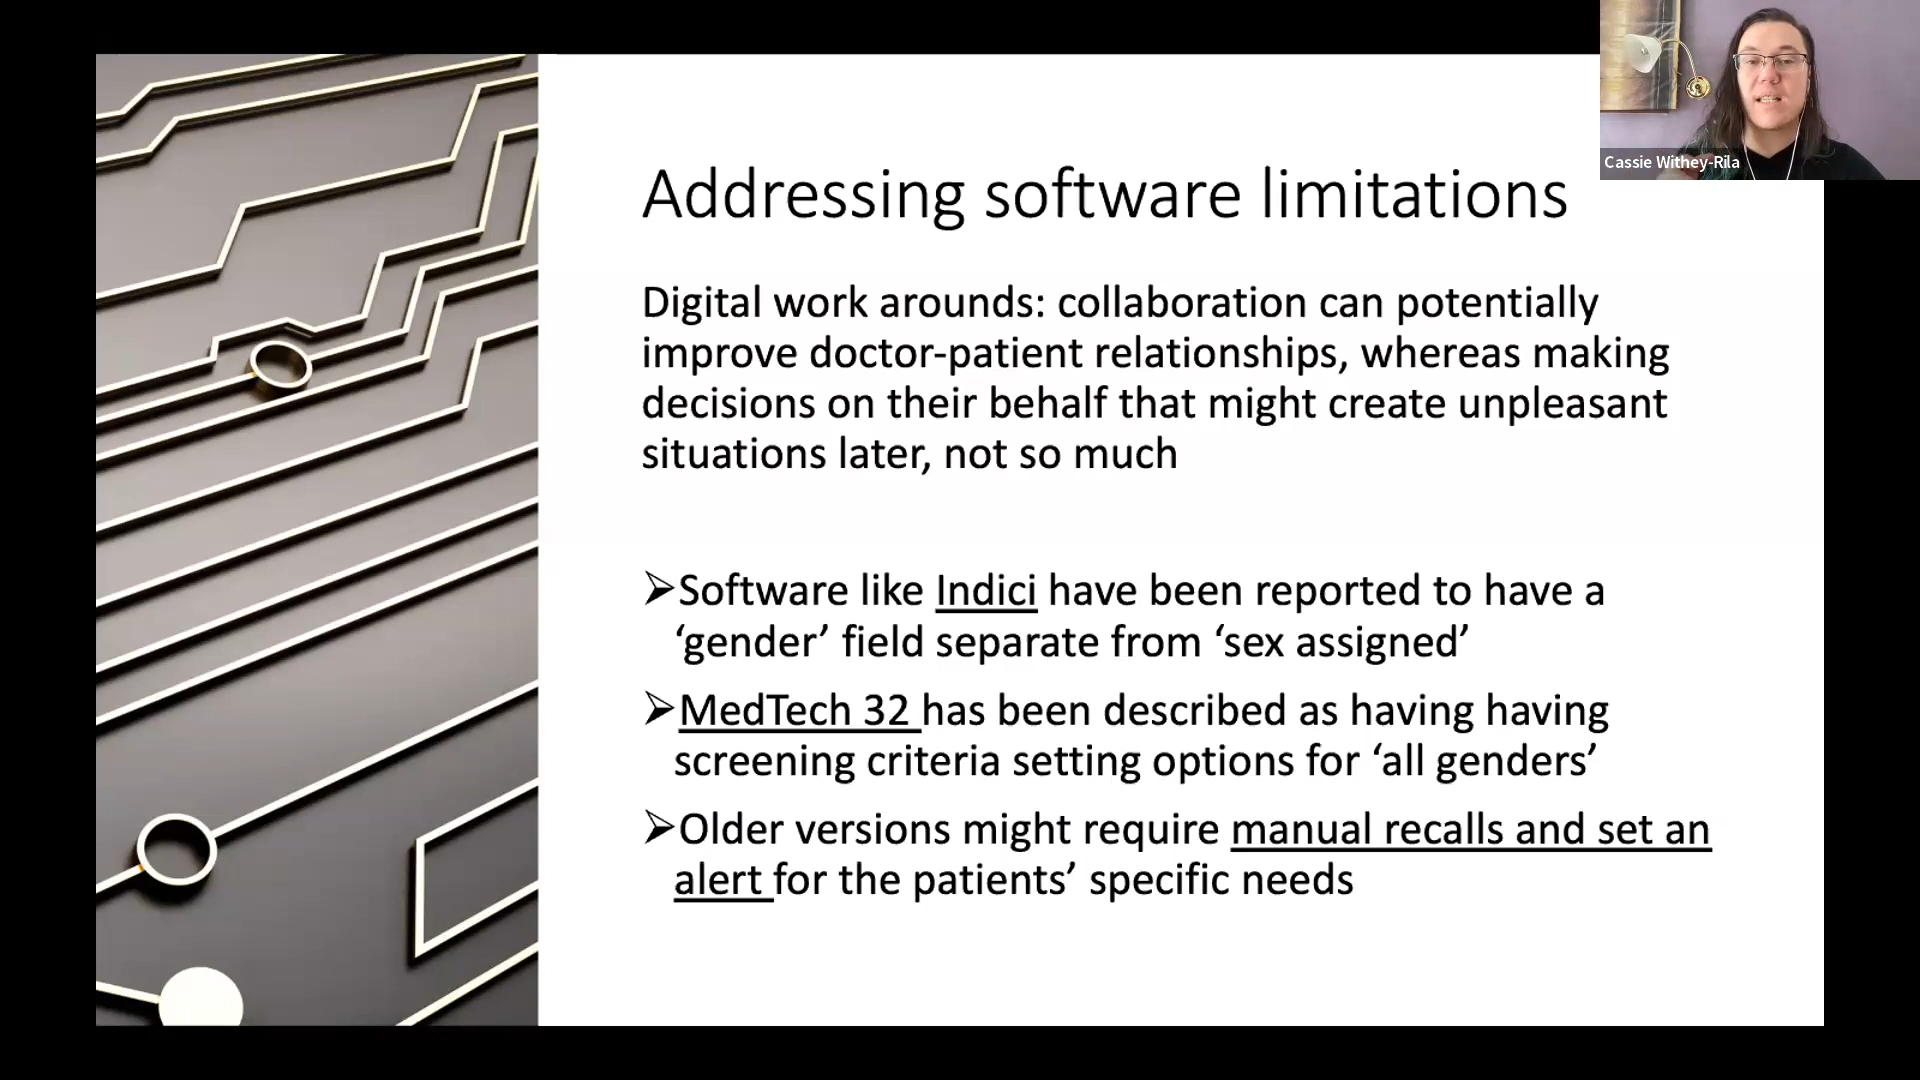 Cassie Withey-Rila
Addressing software limitations
Digital work arounds: collaboration can potentially
improve doctor-patient relationships, whereas making
decisions on their behalf that might create unpleasant
situations later, not so much
➢Software like Indici have been reported to have a
‘gender’ field separate from ‘sex assigned’
➢MedTech 32 has been described as having having
screening criteria setting options for ‘all genders’
➢Older versions might require manual recalls and set an
alert for the patients’ specific needs